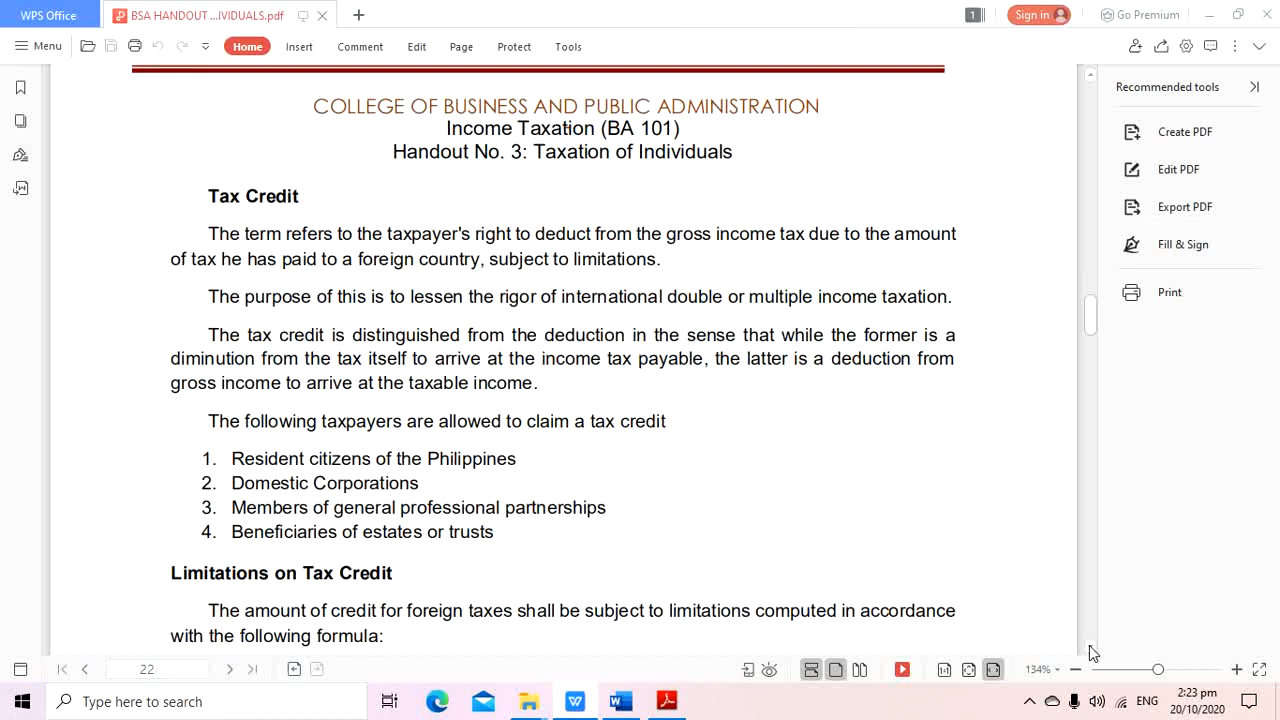 WPS Office
BSA HANDOUT ...IVIDUALS.pdf
1
Sign in
Go Premium
Menu
Home
Insert
Comment
Edit
Page
Protect
Tools
COLLEGE OF BUSINESS AND PUBLIC ADMINISTRATION
Income Taxation (BA 101)
Handout No. 3: Taxation of Individuals
Tax Credit
The term refers to the taxpayer's right to deduct from the gross income tax due to the amount
of tax he has paid to a foreign country, subject to limitations.
The purpose of this is to lessen the rigor of international double or multiple income taxation.
The tax credit is distinguished from the deduction in the sense that while the former is a
diminution from the tax itself to arrive at the income tax payable, the latter is a deduction from
gross income to arrive at the taxable income.
The following taxpayers are allowed to claim a tax credit
1. Resident citizens of the Philippines
2. Domestic Corporations
3. Members of general professional partnerships
4. Beneficiaries of estates or trusts
Limitations on Tax Credit
The amount of credit for foreign taxes shall be subject to limitations computed in accordance
with the following formula:
Recommended tools
Create PDF
Edit PDF
Export PDF
Fill & Sign
Print
22
134%
Type here to search
ENG
2:23 pm
20/10/2020